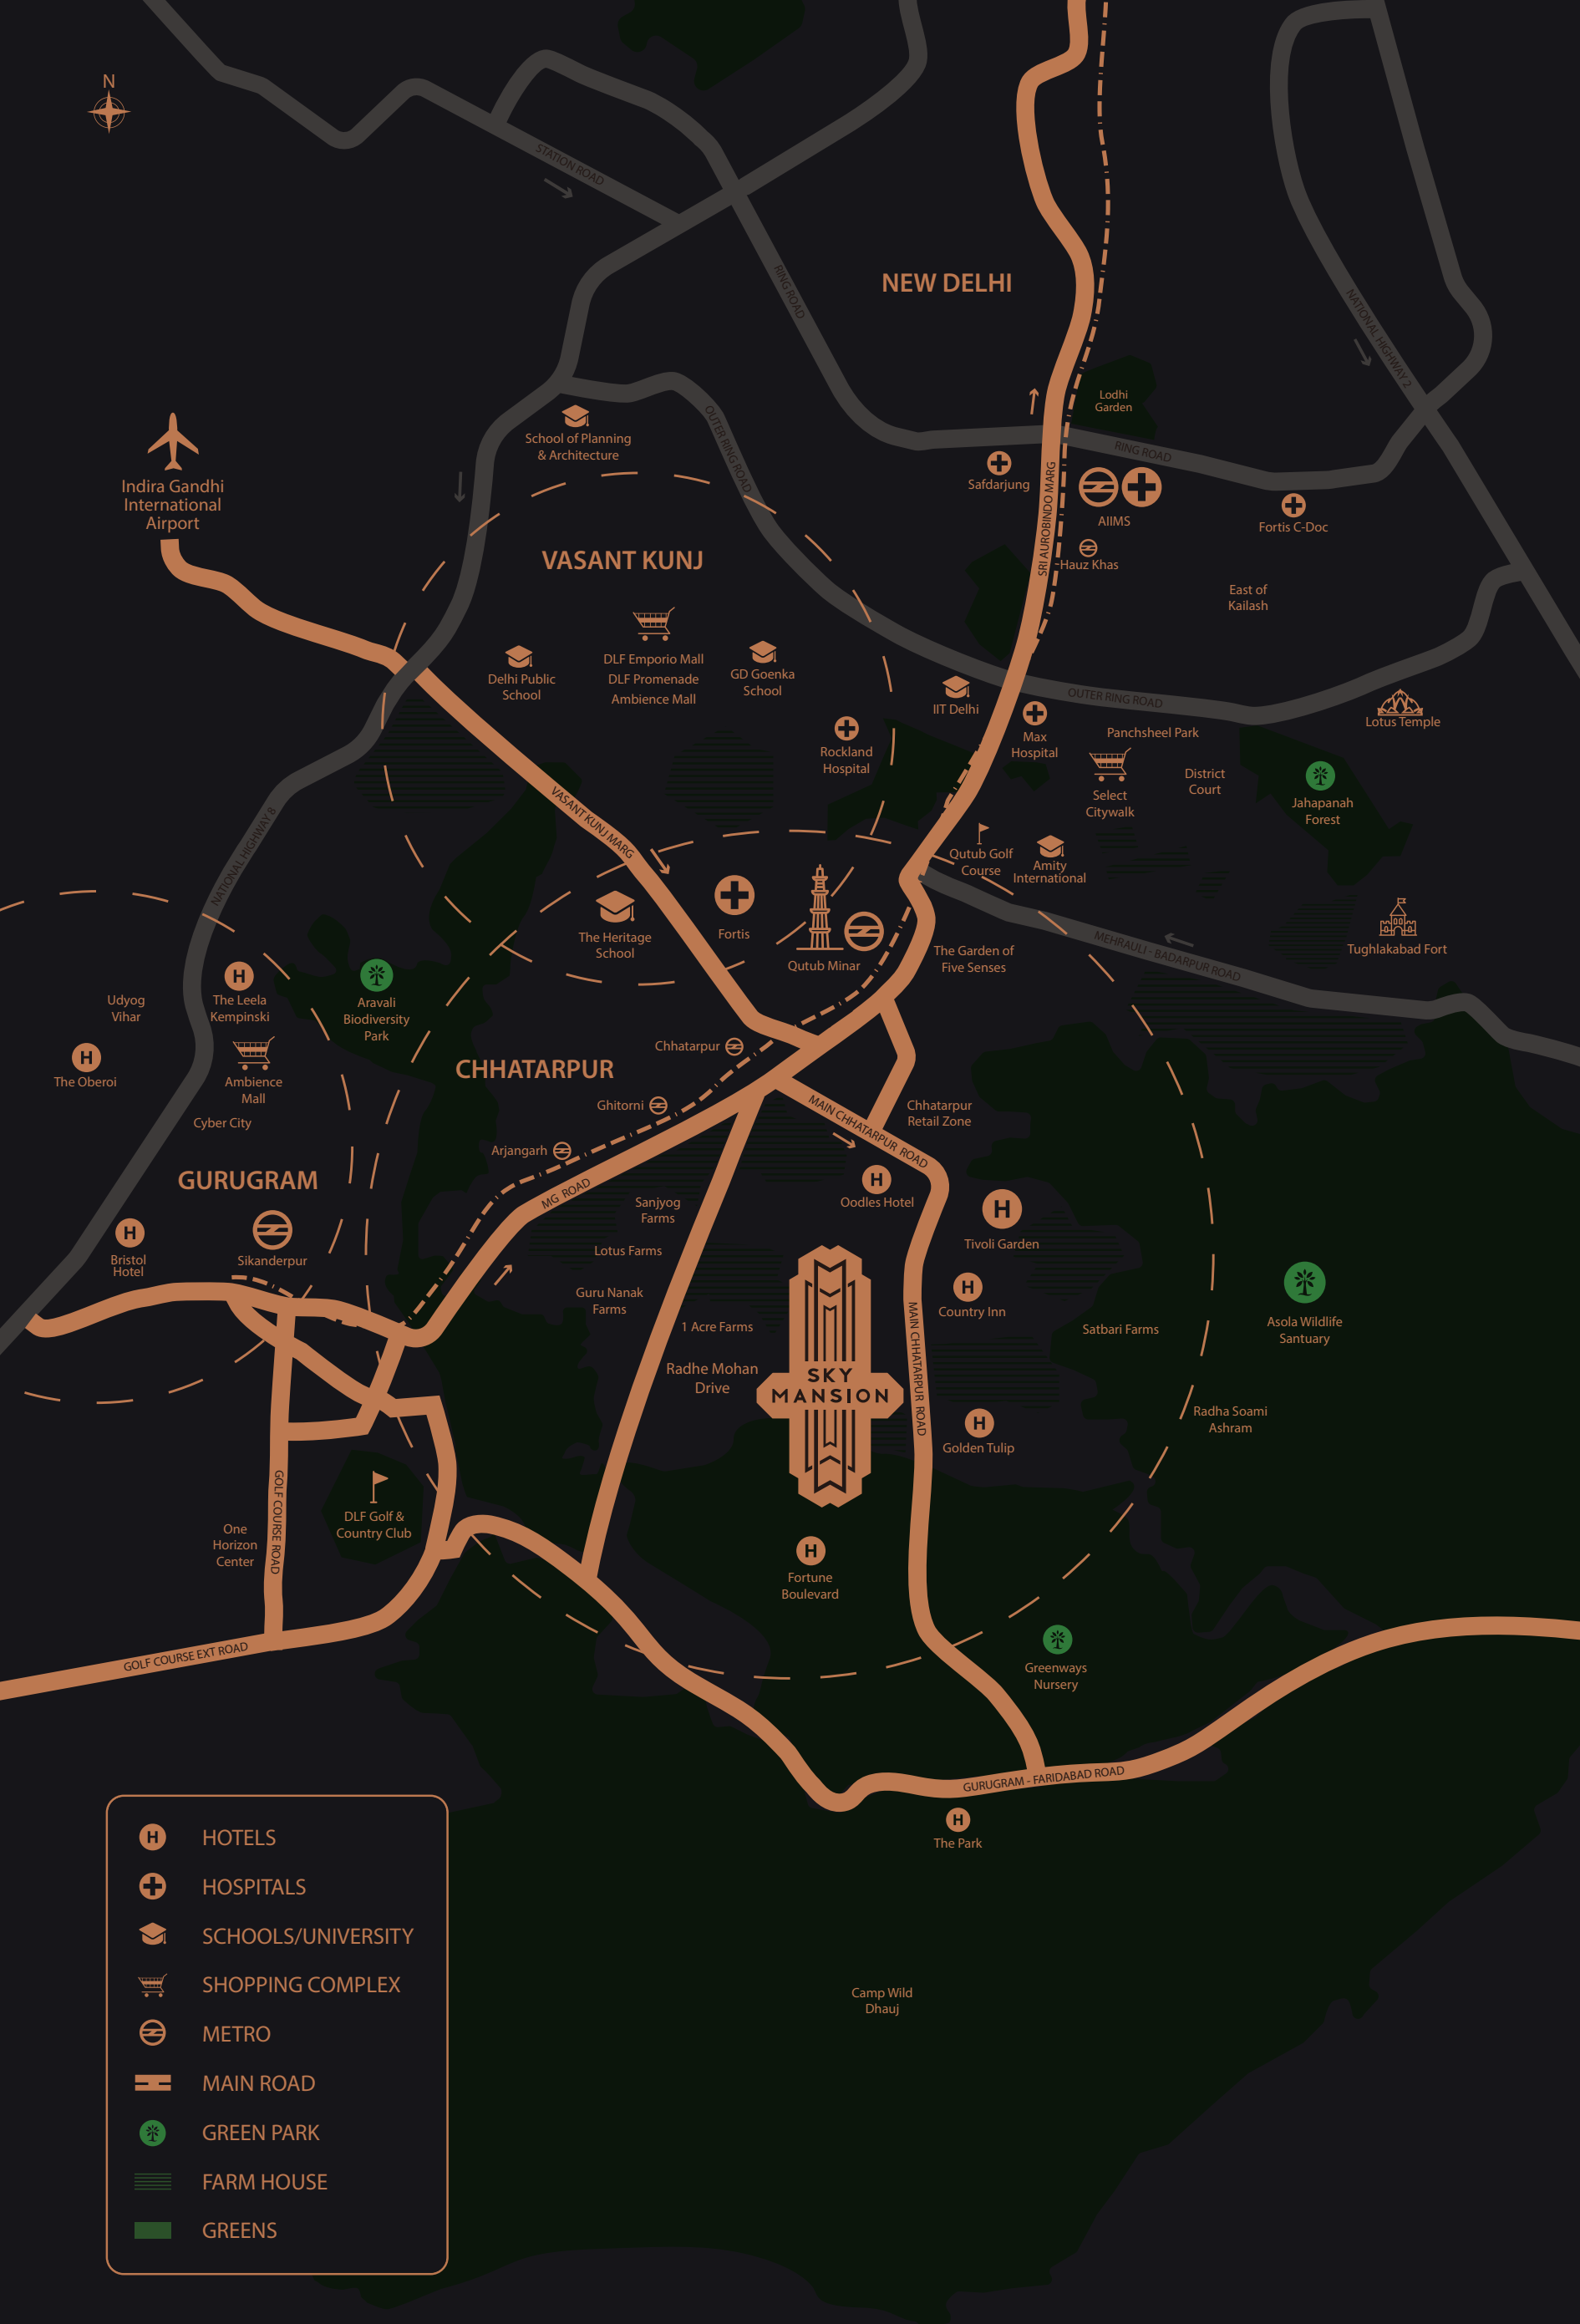 N
STATION ROAD
RING ROAD
NEW DELHI
NATIONAL HIGHWAY 2
Lodhi
Garden
OUTER RING ROAD
School of Planning
& Architecture
RING ROAD
Indira Gandhi
International
Airport
Safdarjung
SRI AUROBINDO MARG
AIIMS
Fortis C-Doc
Hauz Khas
VASANT KUNJ
East of
Kailash
DLF Emporio Mall
DLF Promenade
Ambience Mall
Delhi Public
School
GD Goenka
School
IIT Delhi
OUTER RING ROAD
Lotus Temple
Max
Hospital
Panchsheel Park
Rockland
Hospital
District
Court
Select
Citywalk
Jahapanah
Forest
VASANT KUNJ MARG
NATIONAL HIGHWAY 8
Qutub Golf
Course
Amity
International
The Heritage
School
Fortis
Qutub Minar
The Garden of
Five Senses
MEHRAULI - BADARPUR ROAD
Tughlakabad Fort
Udyog
Vihar
H
The Leela
Kempinski
Aravali
Biodiversity
Park
H
The Oberoi
Ambience
Mall
Chhatarpur
CHHATARPUR
Cyber City
Ghitorni
MAIN CHHATARPUR ROAD
Chhatarpur
Retail Zone
Arjangarh
GURUGRAM
MG ROAD
Sanjyog
Farms
H
Oodles Hotel
H
Tivoli Garden
H
Bristol
Hotel
Sikanderpur
Lotus Farms
Guru Nanak
Farms
H
Country Inn
1 Acre Farms
MAIN CHHATARPUR ROAD
Satbari Farms
Asola Wildlife
Santuary
Radhe Mohan
Drive
SKY
MANSION
Radha Soami
Ashram
H
Golden Tulip
GOLF COURSE ROAD
DLF Golf &
Country Club
One
Horizon
Center
H
Fortune
Boulevard
GOLF COURSE EXT ROAD
Greenways
Nursery
GURUGRAM - FARIDABAD ROAD
H
The Park
H
HOTELS
HOSPITALS
SCHOOLS/UNIVERSITY
SHOPPING COMPLEX
METRO
MAIN ROAD
GREEN PARK
FARM HOUSE
GREENS
Camp Wild
Dhauj